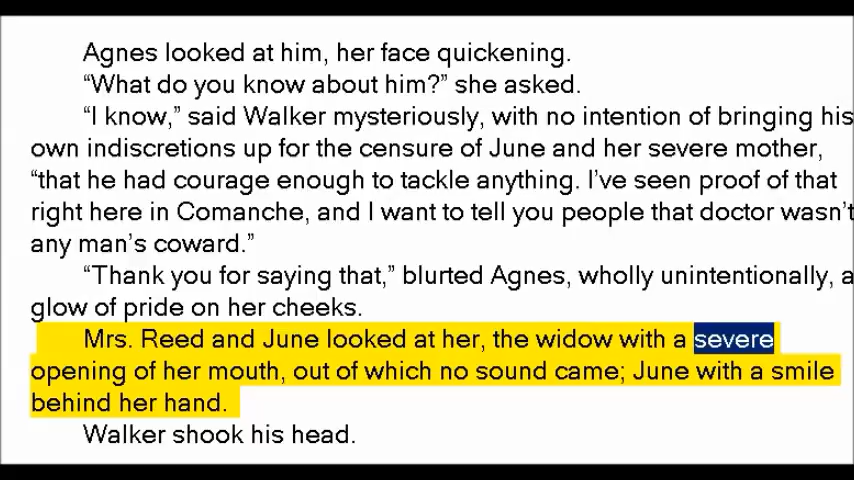 Agnes looked at him, her face quickening.
“What do you know about him?” she asked.
“I know,” said Walker mysteriously, with no intention of bringing his
own indiscretions up for the censure of June and her severe mother,
“that he had courage enough to tackle anything. I’ve seen proof of that
right here in Comanche, and I want to tell you people that doctor wasn’t
any man’s coward.”
“Thank you for saying that,” blurted Agnes, wholly unintentionally, a
glow of pride on her cheeks.
Mrs. Reed and June looked at her, the widow with a severe
opening of her mouth, out of which no sound came; June with a smile
behind her hand.
Walker shook his head.